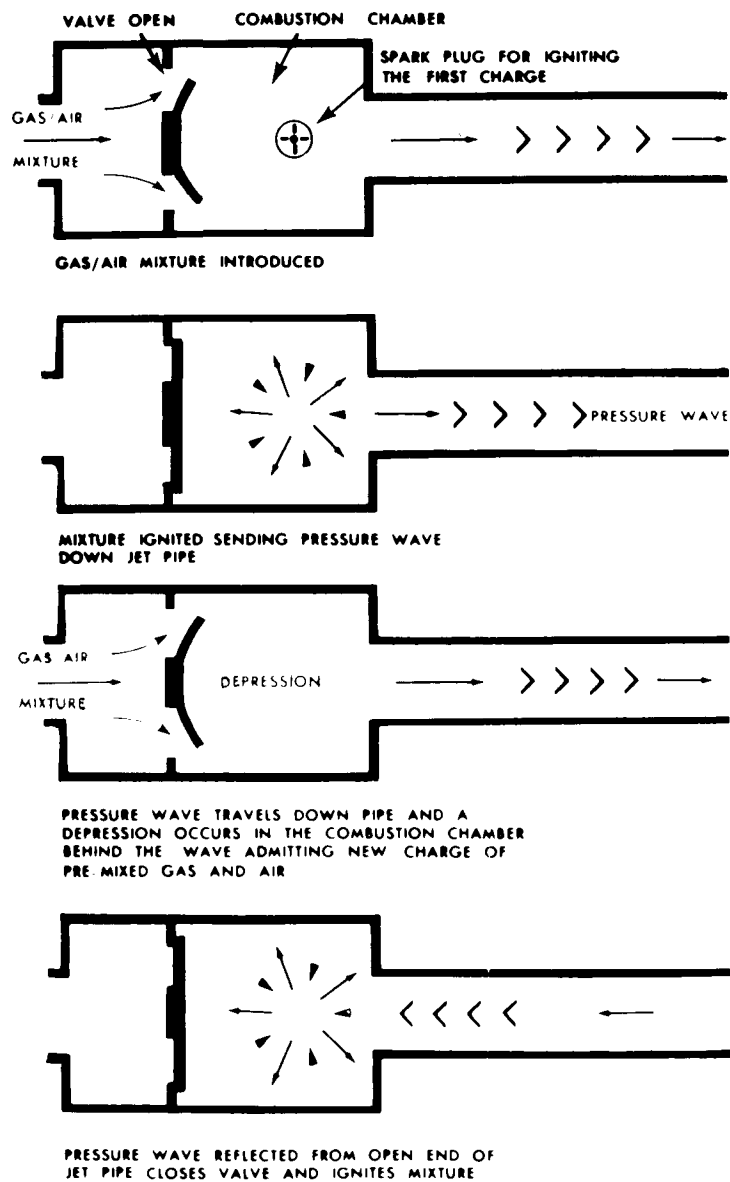 VALVE OPEN
COMBUSTION CHAMBER
SPARK PLUG FOR IGNITING
THE FIRST CHARGE
GAS/AIR
MIXTURE
GAS/AIR MIXTURE INTRODUCED
PRESSURE WAVE
MIXTURE IGNITED SENDING PRESSURE WAVE
DOWN JET PIPE
GAS AIR
MIXTURE
DEPRESSION
PRESSURE WAVE TRAVELS DOWN PIPE AND A
DEPRESSION OCCURS IN THE COMBUSTION CHAMBER
BEHIND THE WAVE ADMITTING NEW CHARGE OF
PRE-MIXED GAS AND AIR
PRESSURE WAVE REFLECTED FROM OPEN END OF
JET PIPE CLOSES VALVE AND IGNITES MIXTURE